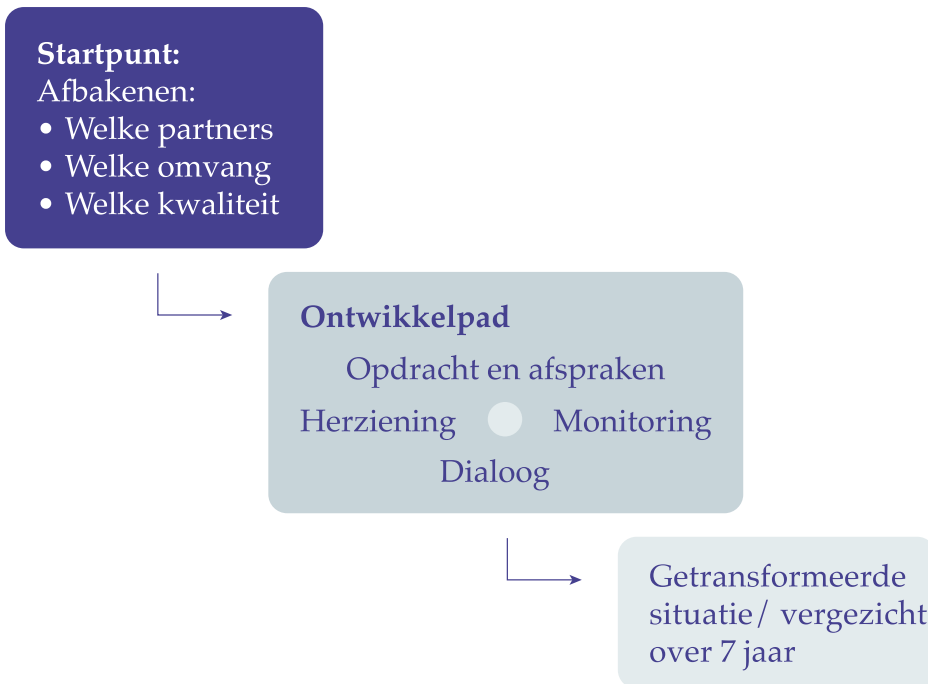 Startpunt:
Afbakenen:
• Welke partners
• Welke omvang
• Welke kwaliteit
Ontwikkelpad
Opdracht en afspraken
Herziening Monitoring
Dialoog
Getransformeerde
situatie/ vergezicht
over 7 jaar